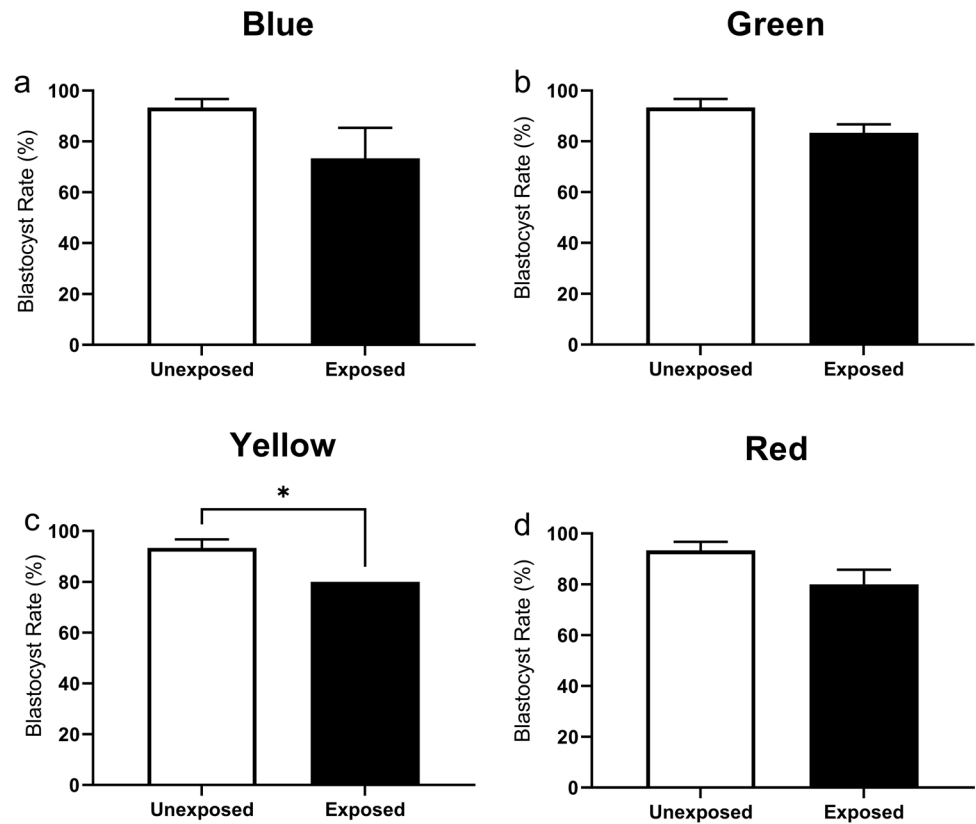 Blue
a
Blastocyst Rate (%)
100
80
60
40
20
0
Unexposed Exposed
Green
b
Blastocyst Rate (%)
100
80
60
40
20
0
Unexposed Exposed
Yellow
*
c
Blastocyst Rate (%)
100
80
60
40
20
0
Unexposed Exposed
Red
d
Blastocyst Rate (%)
100
80
60
40
20
0
Unexposed Exposed